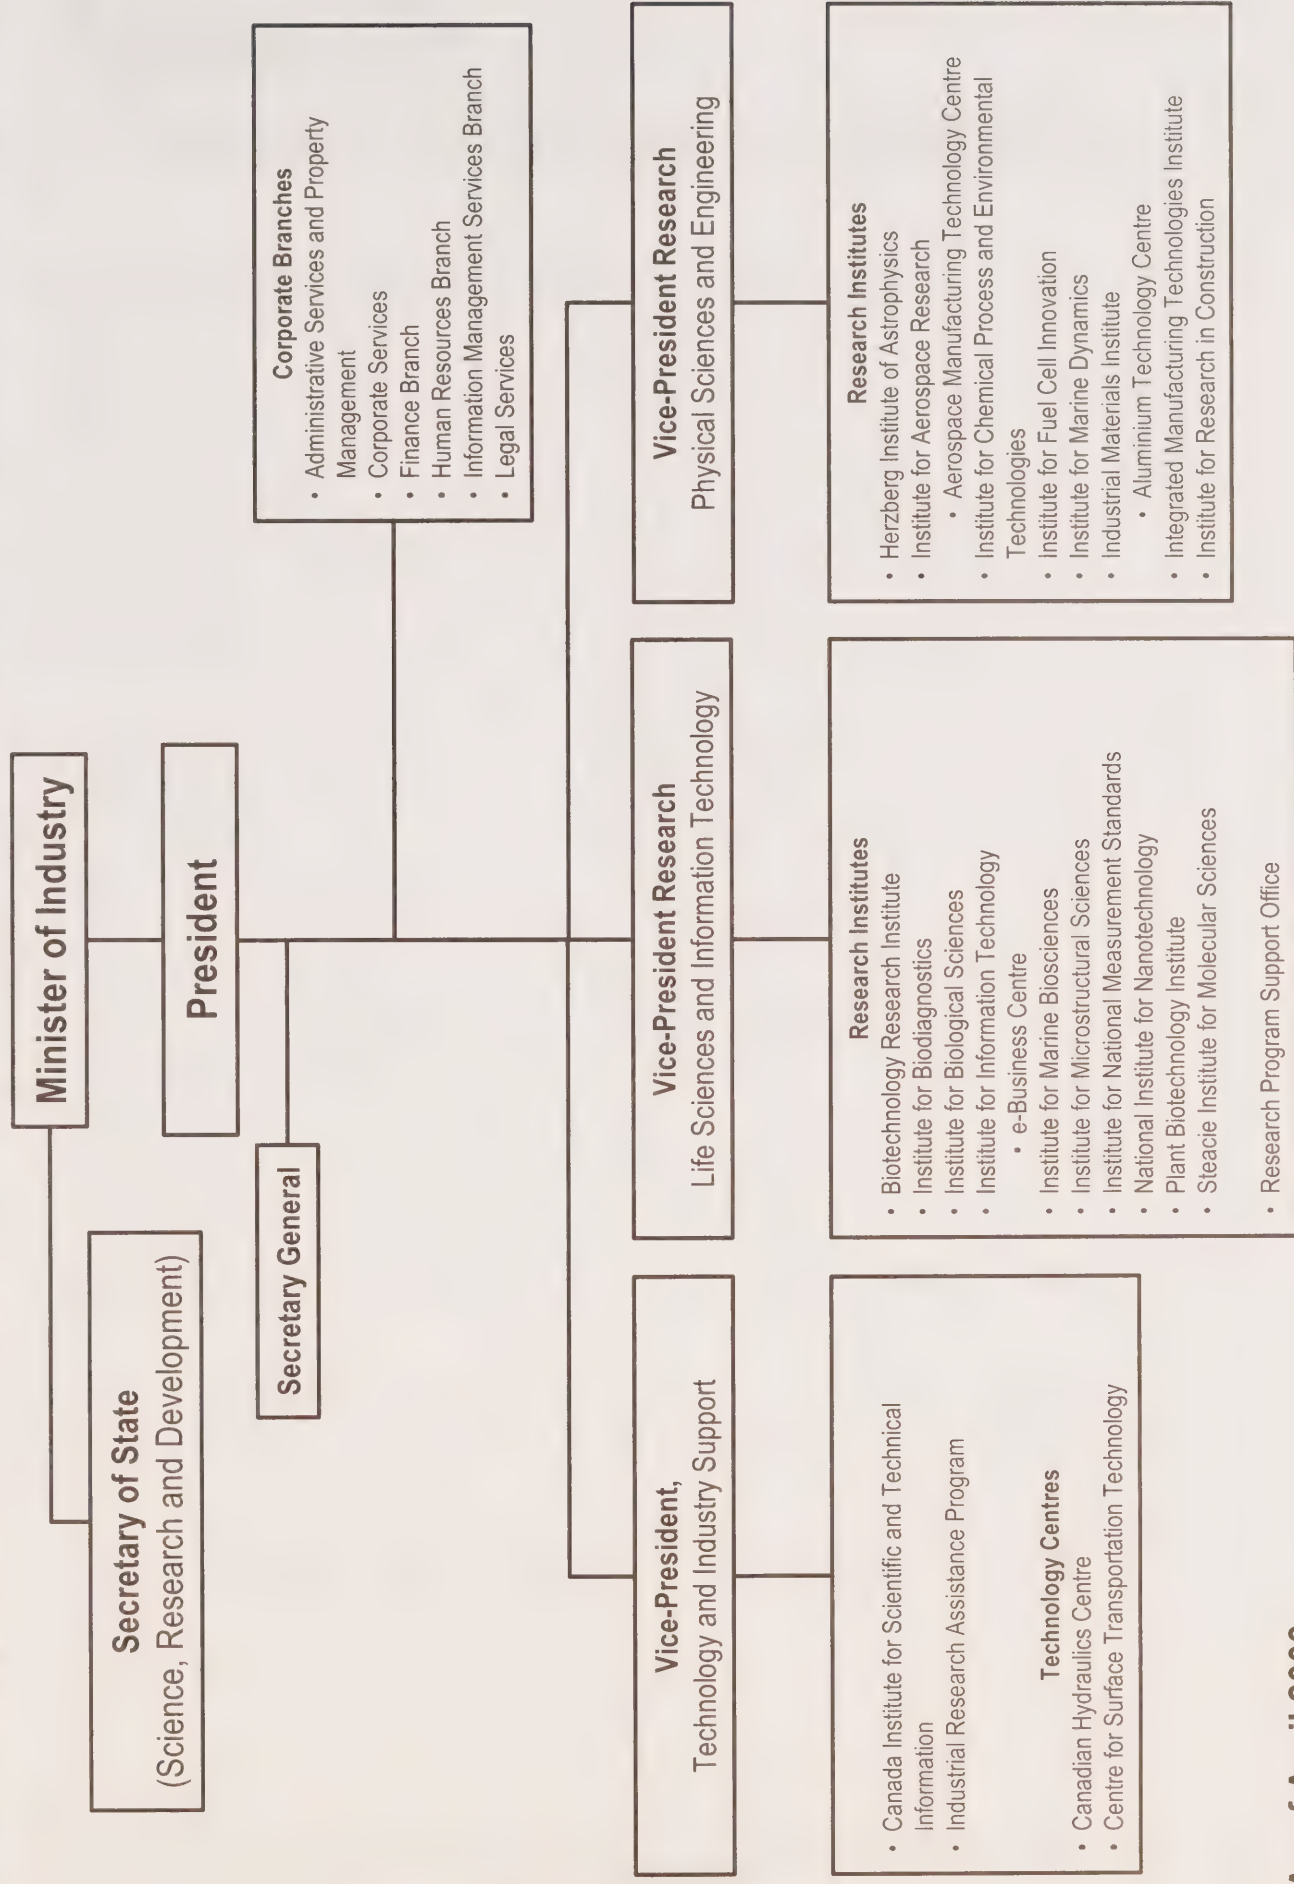 Minister of Industry
Secretary of State
(Science, Research and Development)
President
Secretary General
Corporate Branches
• Administrative Services and Property
Management
• Corporate Services
• Finance Branch
• Human Resources Branch
• Information Management Services Branch
• Legal Services
Vice-President,
Technology and Industry Support
Vice-President Research
Life Sciences and Information Technology
Vice-President Research
Physical Sciences and Engineering
• Canada Institute for Scientific and Technical
Information
• Industrial Research Assistance Program
Technology Centres
• Canadian Hydraulics Centre
• Centre for Surface Transportation Technology
Research Institutes
• Biotechnology Research Institute
• Institute for Biodiagnostics
• Institute for Biological Sciences
• Institute for Information Technology
• e-Business Centre
• Institute for Marine Biosciences
• Institute for Microstructural Sciences
• Institute for National Measurement Standards
• National Institute for Nanotechnology
• Plant Biotechnology Institute
• Steacie Institute for Molecular Sciences
• Research Program Support Office
Research Institutes
• Herzberg Institute of Astrophysics
• Institute for Aerospace Research
• Aerospace Manufacturing Technology Centre
• Institute for Chemical Process and Environmental
Technologies
• Institute for Fuel Cell Innovation
• Institute for Marine Dynamics
• Industrial Materials Institute
• Aluminium Technology Centre
• Integrated Manufacturing Technologies Institute
• Institute for Research in Construction